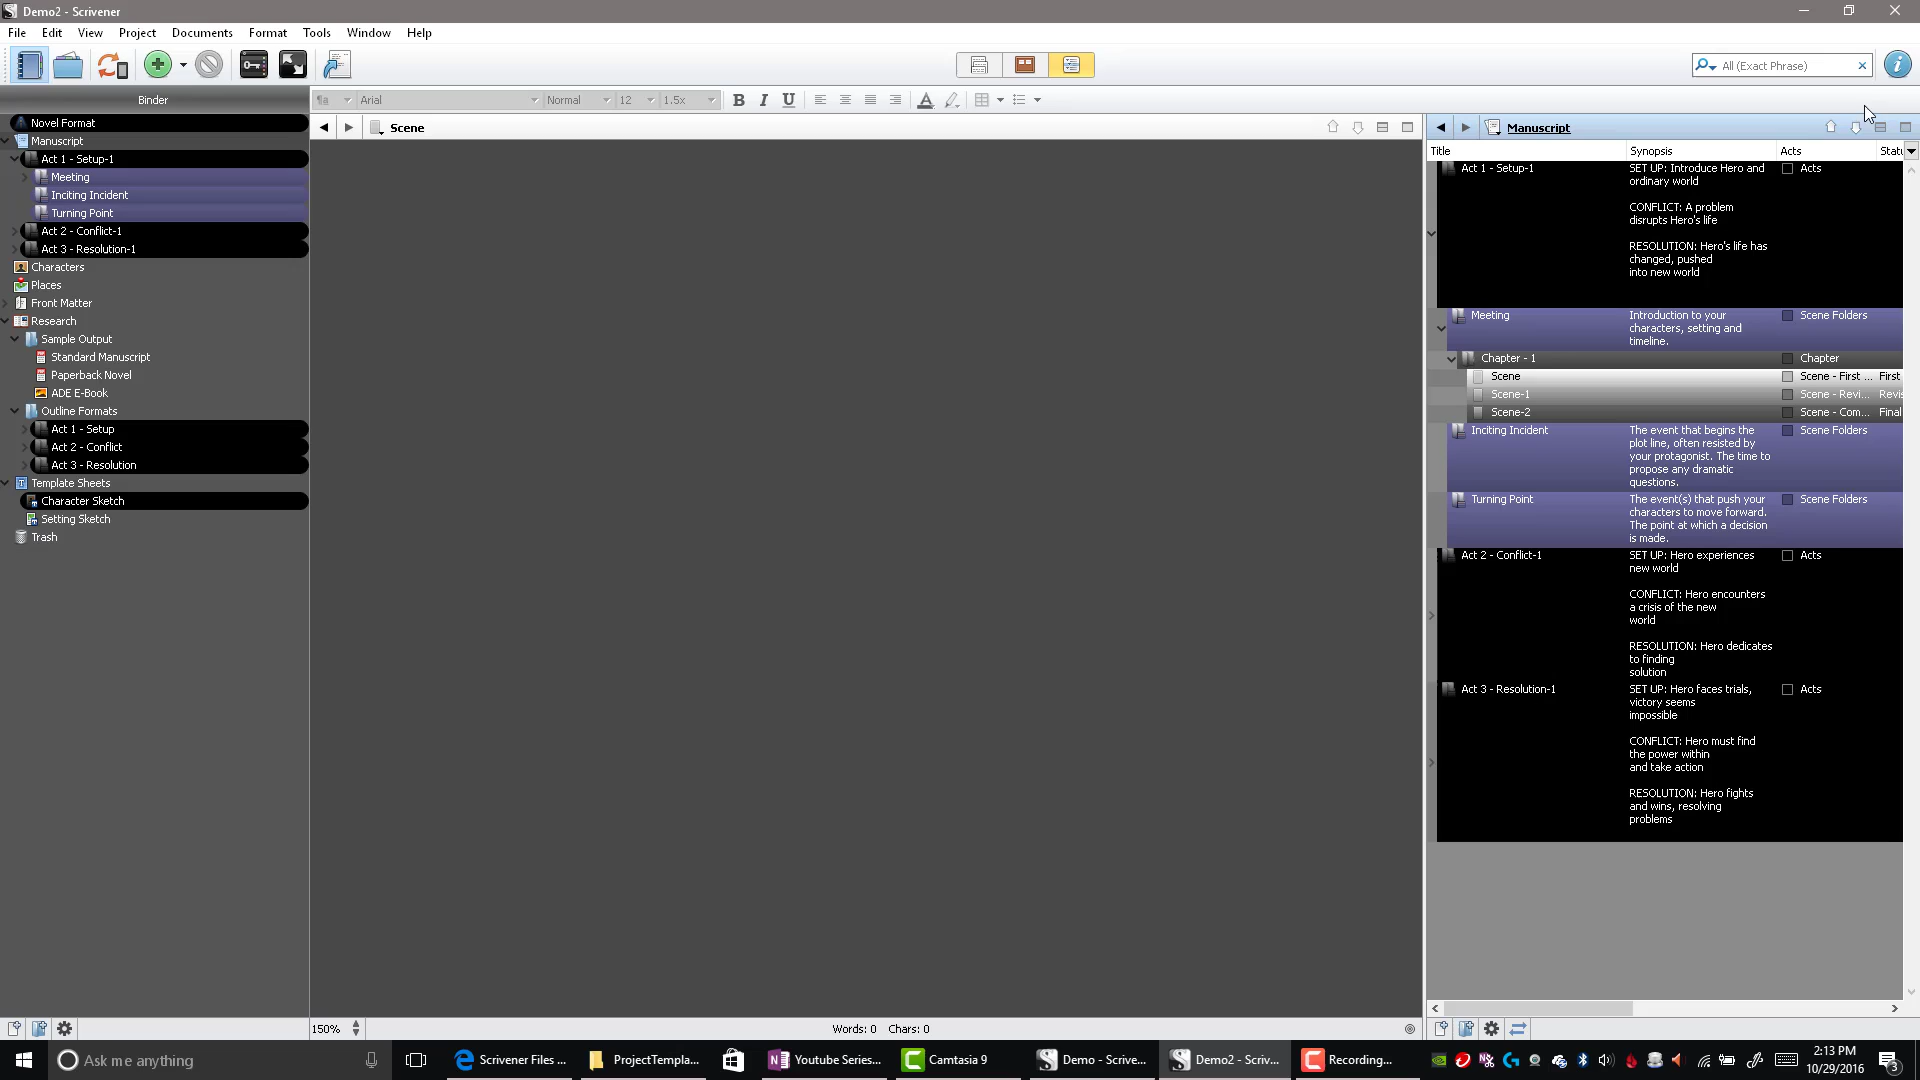 Demo2 - Scrivener
File Edit View Project Documents Format Tools Window Help
All (Exact Phrase)
Binder
Arial Normal 12 1.5x B I U A
Novel Format
Manuscript
Act 1 - Setup-1
Meeting
Inciting Incident
Turning Point
Act 2 - Conflict-1
Act 3 - Resolution-1
Characters
Places
Front Matter
Research
Sample Output
Standard Manuscript
Paperback Novel
ADE E-Book
Outline Formats
Act 1 - Setup
Act 2 - Conflict
Act 3 - Resolution
Template Sheets
Character Sketch
Setting Sketch
Trash
Scene
Manuscript
Title Synopsis Acts Statu
Act 1 - Setup-1 SET UP: Introduce Hero and Acts
ordinary world
CONFLICT: A problem
disrupts Hero's life
RESOLUTION: Hero's life has
changed, pushed
into new world
Meeting Introduction to your Scene Folders
characters, setting and
timeline.
Chapter - 1 Chapter
Scene Scene - First ... First
Scene-1 Scene - Revi... Revis
Scene-2 Scene - Com... Final
Inciting Incident The event that begins the Scene Folders
plot line, often resisted by
your protagonist. The time to
propose any dramatic
questions.
Turning Point The event(s) that push your Scene Folders
characters to move forward.
The point at which a decision
is made.
Act 2 - Conflict-1 SET UP: Hero experiences Acts
new world
CONFLICT: Hero encounters
a crisis of the new
world
RESOLUTION: Hero dedicates
to finding
solution
Act 3 - Resolution-1 SET UP: Hero faces trials, Acts
victory seems
impossible
CONFLICT: Hero must find
the power within
and take action
RESOLUTION: Hero fights
and wins, resolving
problems
150% Words: 0 Chars: 0
Ask me anything
Scrivener Files ...
ProjectTempla...
Youtube Series...
Camtasia 9
Demo - Scrive...
Demo2 - Scriv...
Recording...
2:13 PM
10/29/2016
3